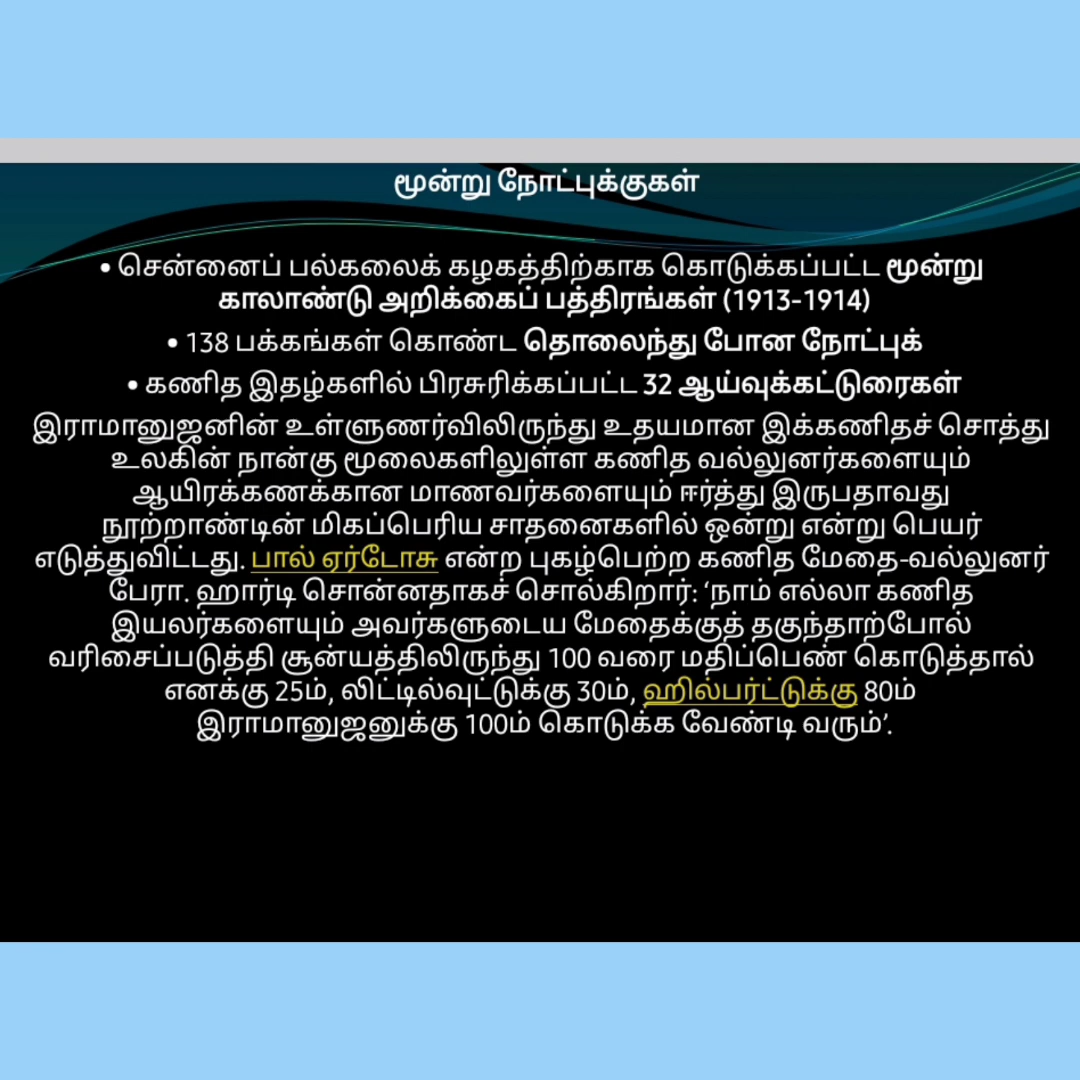 மூன்று நோட்புக்குகள்
• சென்னைப் பல்கலைக் கழகத்திற்காக கொடுக்கப்பட்ட மூன்று
காலாண்டு அறிக்கைப் பத்திரங்கள் (1913-1914)
• 138 பக்கங்கள் கொண்ட தொலைந்து போன நோட்புக்
• கணித இதழ்களில் பிரசுரிக்கப்பட்ட 32 ஆய்வுக்கட்டுரைகள்
இராமானுஜனின் உள்ளுணர்விலிருந்து உதயமான இக்கணிதச் சொத்து
உலகின் நான்கு மூலைகளிலுள்ள கணித வல்லுனர்களையும்
ஆயிரக்கணக்கான மாணவர்களையும் ஈர்த்து இருபதாவது
நூற்றாண்டின் மிகப்பெரிய சாதனைகளில் ஒன்று என்று பெயர்
எடுத்துவிட்டது. பால் ஏர்டோசு என்ற புகழ்பெற்ற கணித மேதை-வல்லுனர்
பேரா. ஹார்டி சொன்னதாகச் சொல்கிறார்: ‘நாம் எல்லா கணித
இயலர்களையும் அவர்களுடைய மேதைக்குத் தகுந்தாற்போல்
வரிசைப்படுத்தி சூன்யத்திலிருந்து 100 வரை மதிப்பெண் கொடுத்தால்
எனக்கு 25ம், லிட்டில்வுட்டுக்கு 30ம், ஹில்பர்ட்டுக்கு 80ம்
இராமானுஜனுக்கு 100ம் கொடுக்க வேண்டி வரும்’.